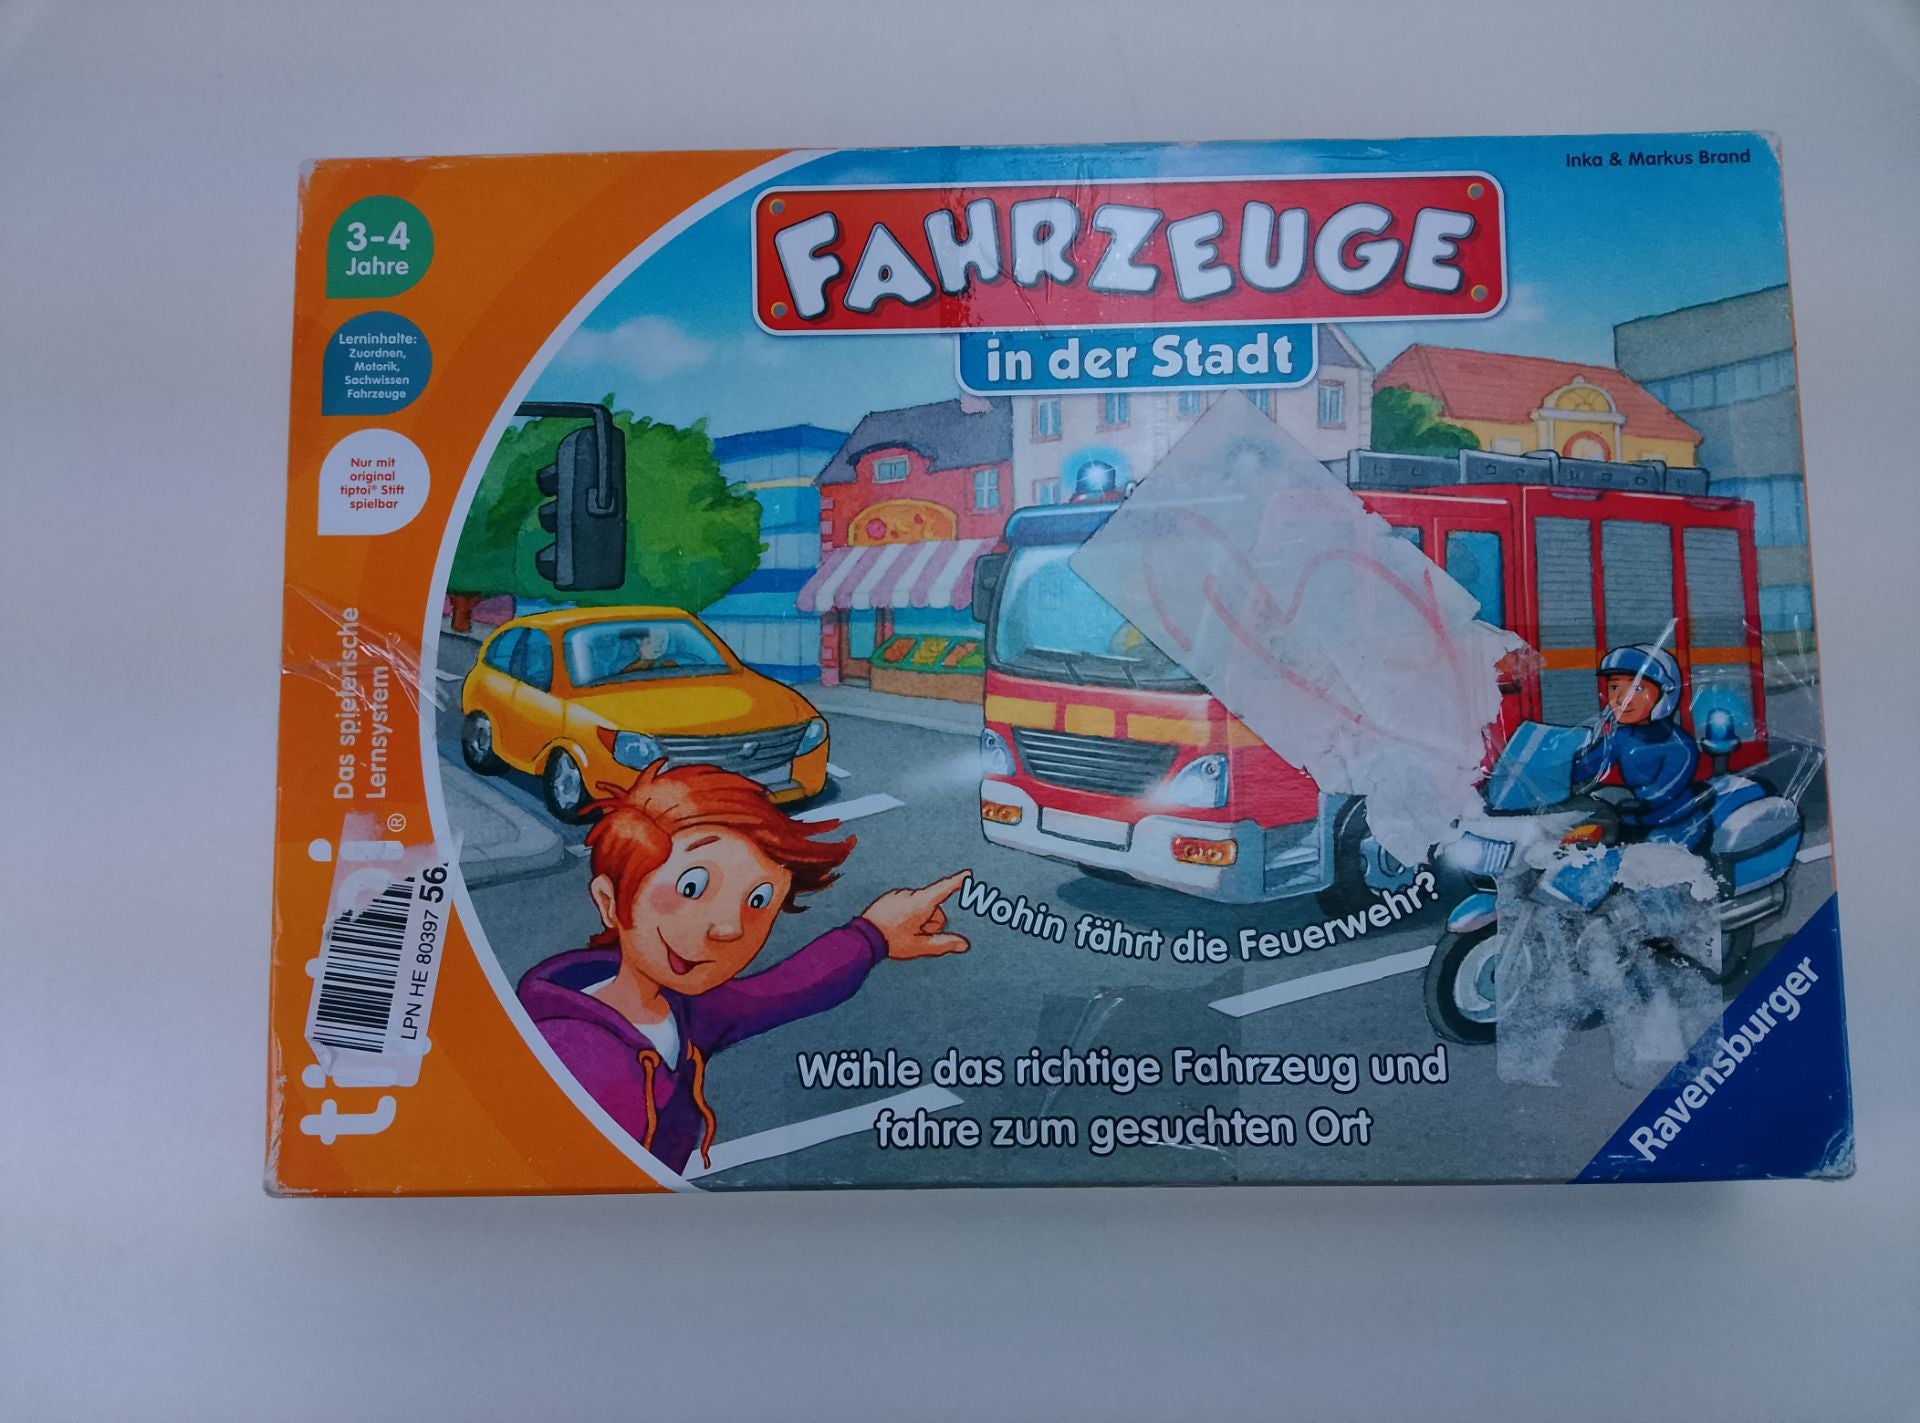 Inka & Markus Brand
FAHRZEUGE
in der Stadt
3-4
Jahre
Lerninhalte:
Zuordnen,
Motorik,
Sachwissen
Fahrzeuge
Nur mit
original
tiptoi® Stift
spielbar
Das spielerische
Lernsystem
®
LPN HE 80397 56
Wohin fährt die Feuerwehr?
Wähle das richtige Fahrzeug und
fahre zum gesuchten Ort
Ravensburger